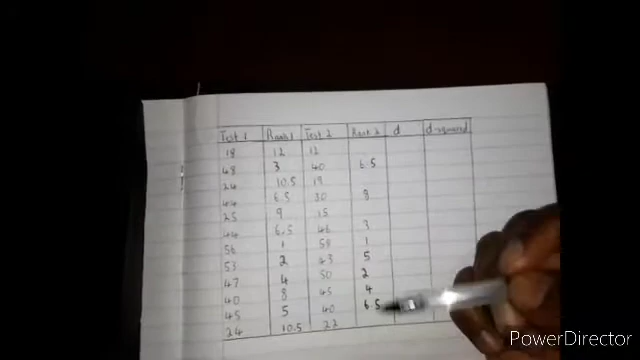 Test 1 Rank 1 Test 2 Rank 2 d d-squared
18 12 12
48 3 40 6.5
24 10.5 19
44 6.5 30 8
25 9 15
44 6.5 46 3
56 1 58 1
53 2 43 5
47 4 50 2
40 8 45 4
45 5 40 6.5
24 10.5 22
PowerDirector